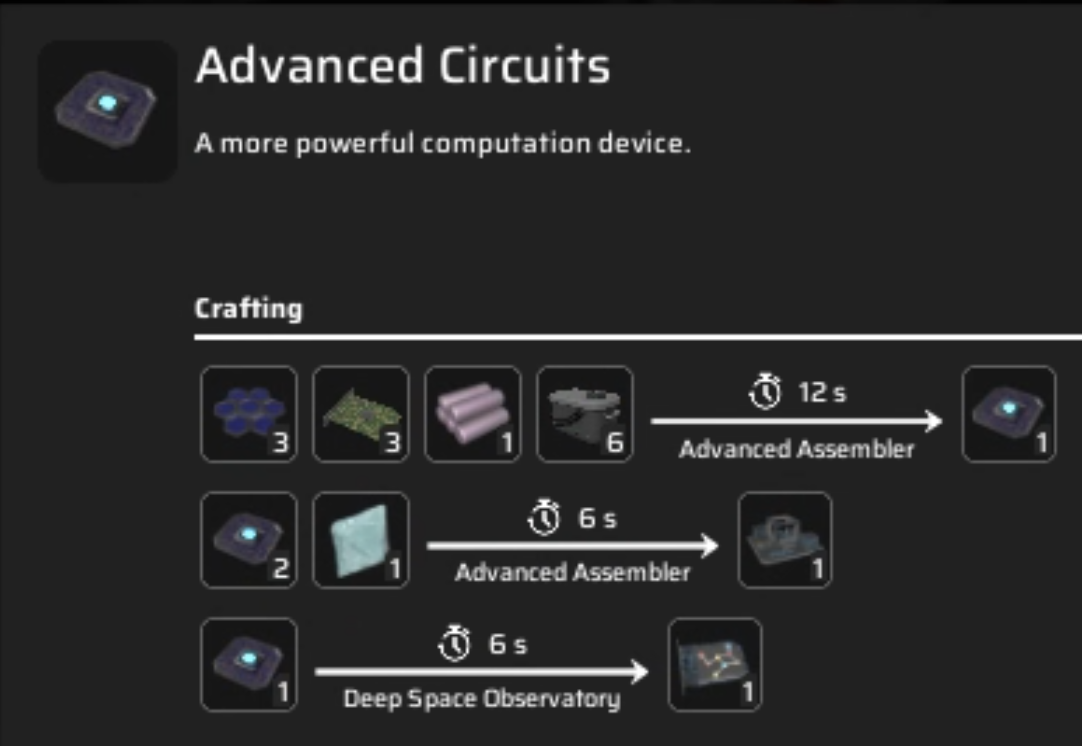 Advanced Circuits
A more powerful computation device.
Crafting
3 3 1 6 12 s Advanced Assembler 1
2 1 6 s Advanced Assembler 1
1 6 s Deep Space Observatory 1